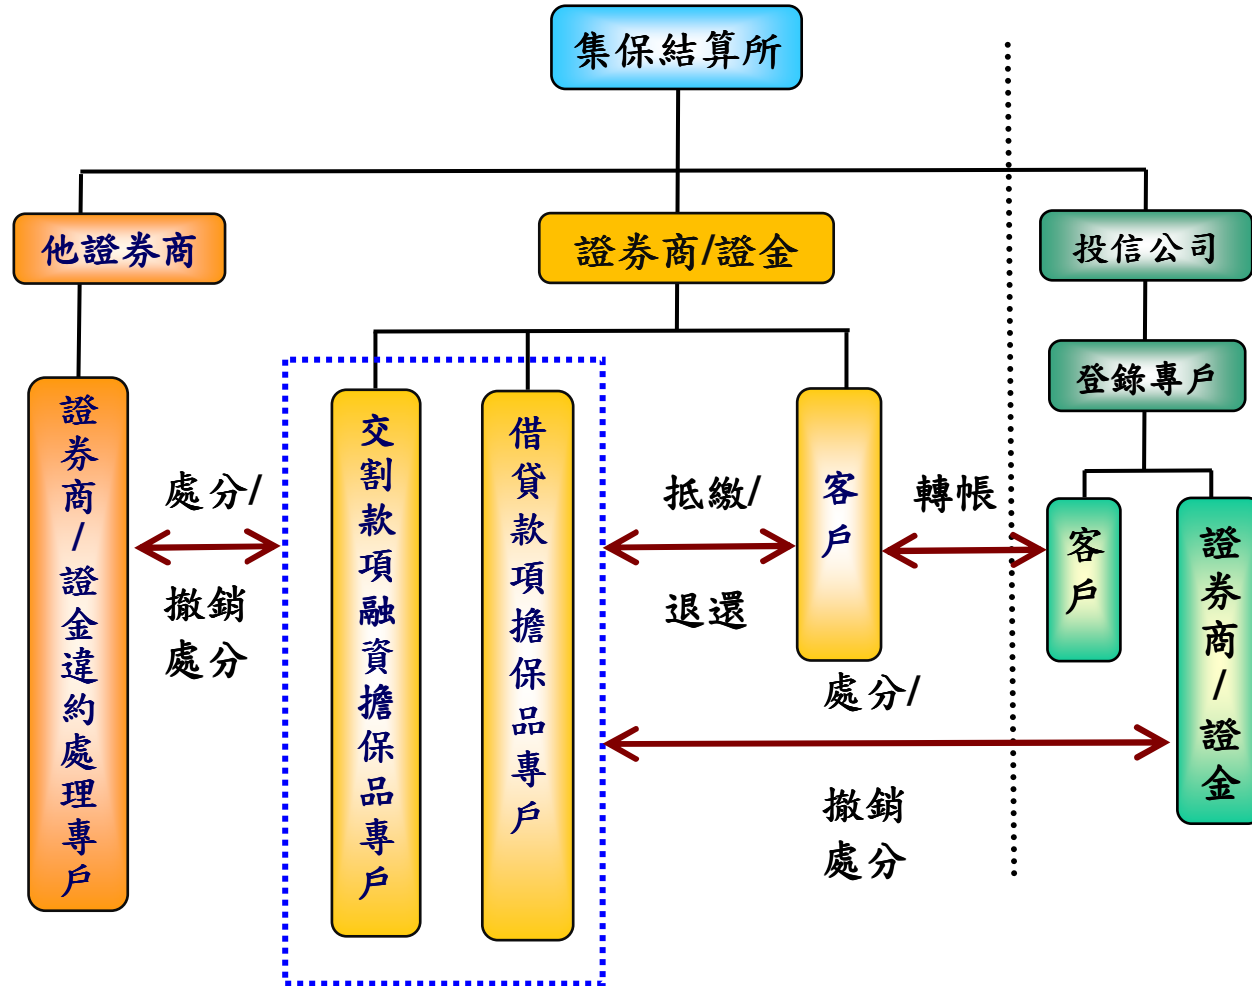 集保結算所
他證券商
證券商/證金
投信公司
登錄專戶
證券商/證金違約處理專戶
處分/
撤銷
處分
交割款項融資擔保品專戶
借貸款項擔保品專戶
抵繳/
退還
客戶
轉帳
客戶
證券商/證金
處分/
撤銷
處分